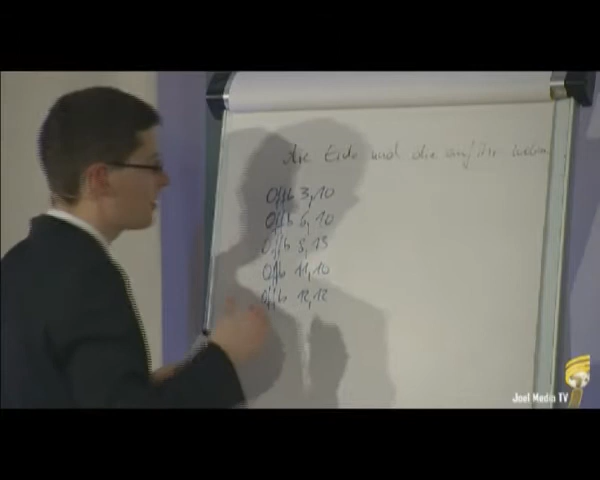 die Erde und die auf ihr wohnen
Offb 3,10
Offb 6,10
Offb 8,13
Offb 11,10
Offb 12,12
Joel Media TV